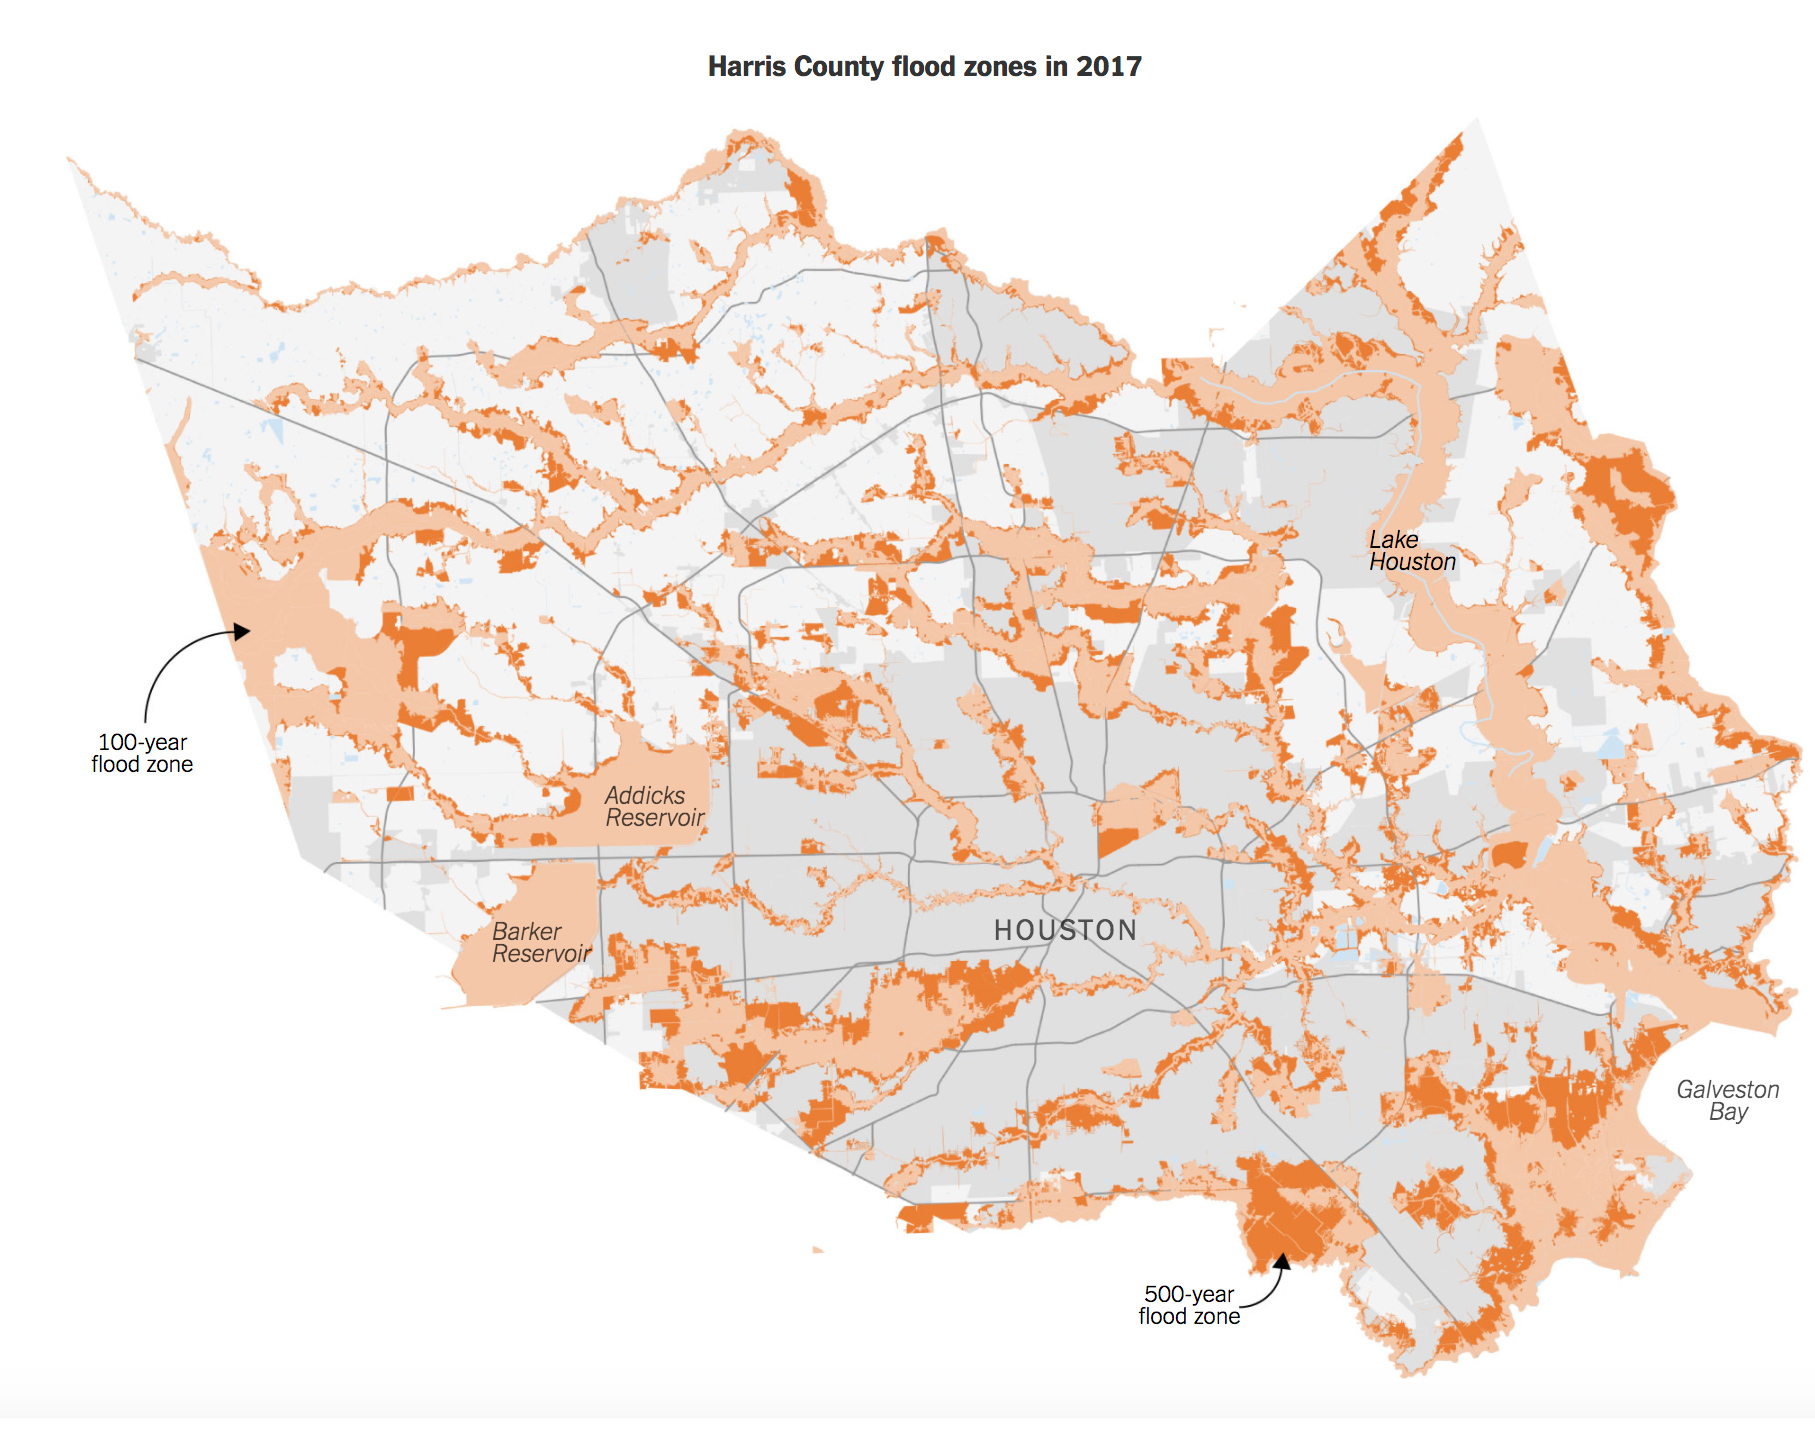 Harris County flood zones in 2017
Lake
Houston
100-year
flood zone
Addicks
Reservoir
Barker
Reservoir
HOUSTON
Galveston
Bay
500-year
flood zone